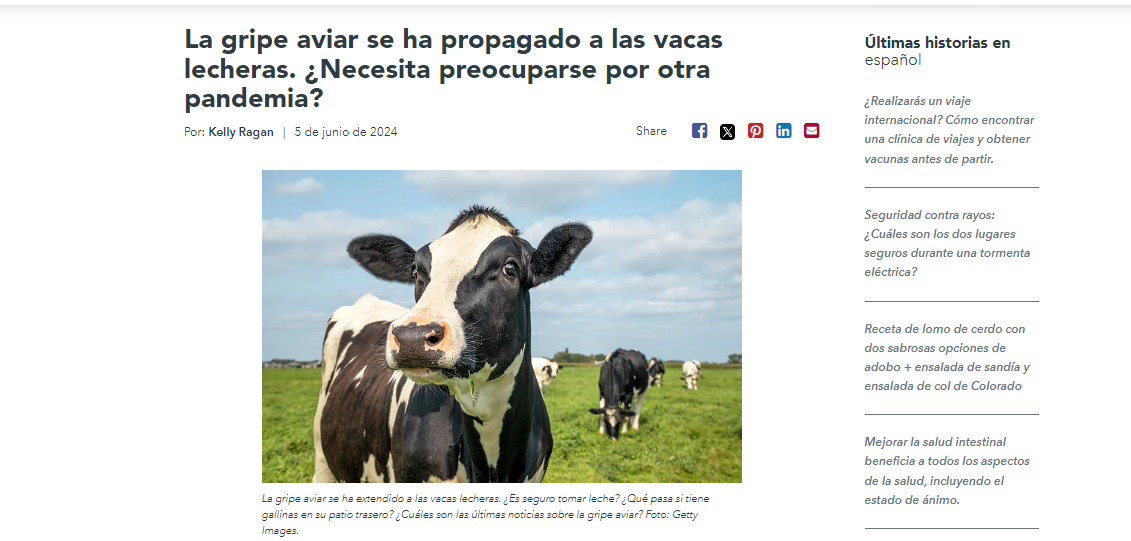 La gripe aviar se ha propagado a las vacas
lecheras. ¿Necesita preocuparse por otra
pandemia?
Por: Kelly Ragan | 5 de junio de 2024
Share
La gripe aviar se ha extendido a las vacas lecheras. ¿Es seguro tomar leche? ¿Qué pasa si tiene
gallinas en su patio trasero? ¿Cuáles son las últimas noticias sobre la gripe aviar? Foto: Getty
Images.
Últimas historias en
español
¿Realizarás un viaje
internacional? Cómo encontrar
una clínica de viajes y obtener
vacunas antes de partir.
Seguridad contra rayos:
¿Cuáles son los dos lugares
seguros durante una tormenta
eléctrica?
Receta de lomo de cerdo con
dos sabrosas opciones de
adobo + ensalada de sandía y
ensalada de col de Colorado
Mejorar la salud intestinal
beneficia a todos los aspectos
de la salud, incluyendo el
estado de ánimo.